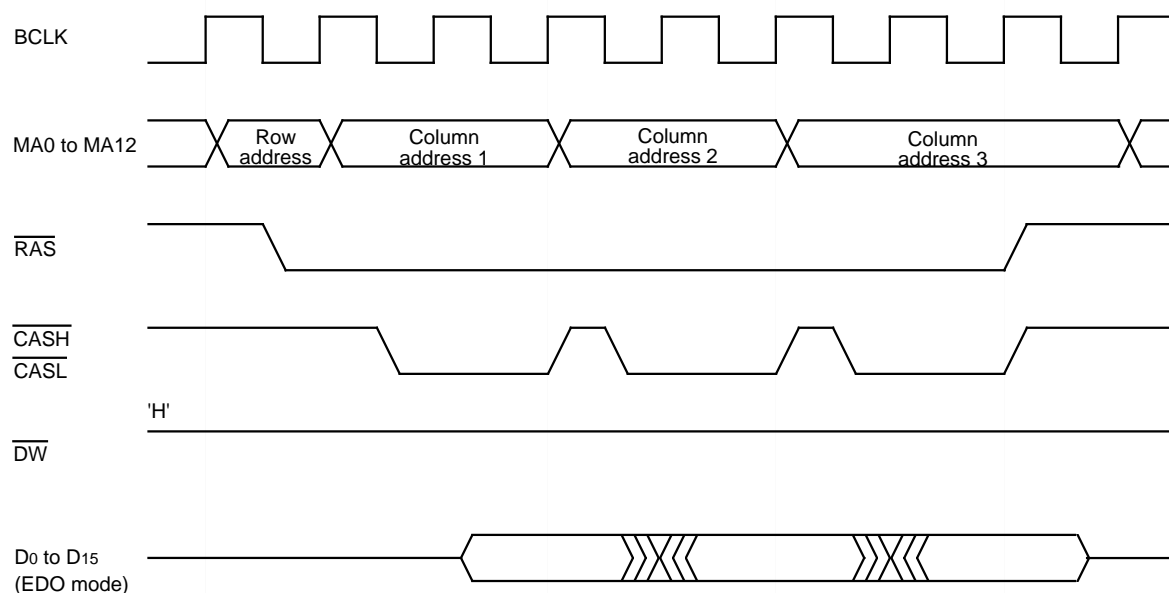 BCLK
MA0 to MA12
Row
address
Column
address 1
Column
address 2
Column
address 3
RAS
CASH
CASL
'H'
DW
D0 to D15
(EDO mode)